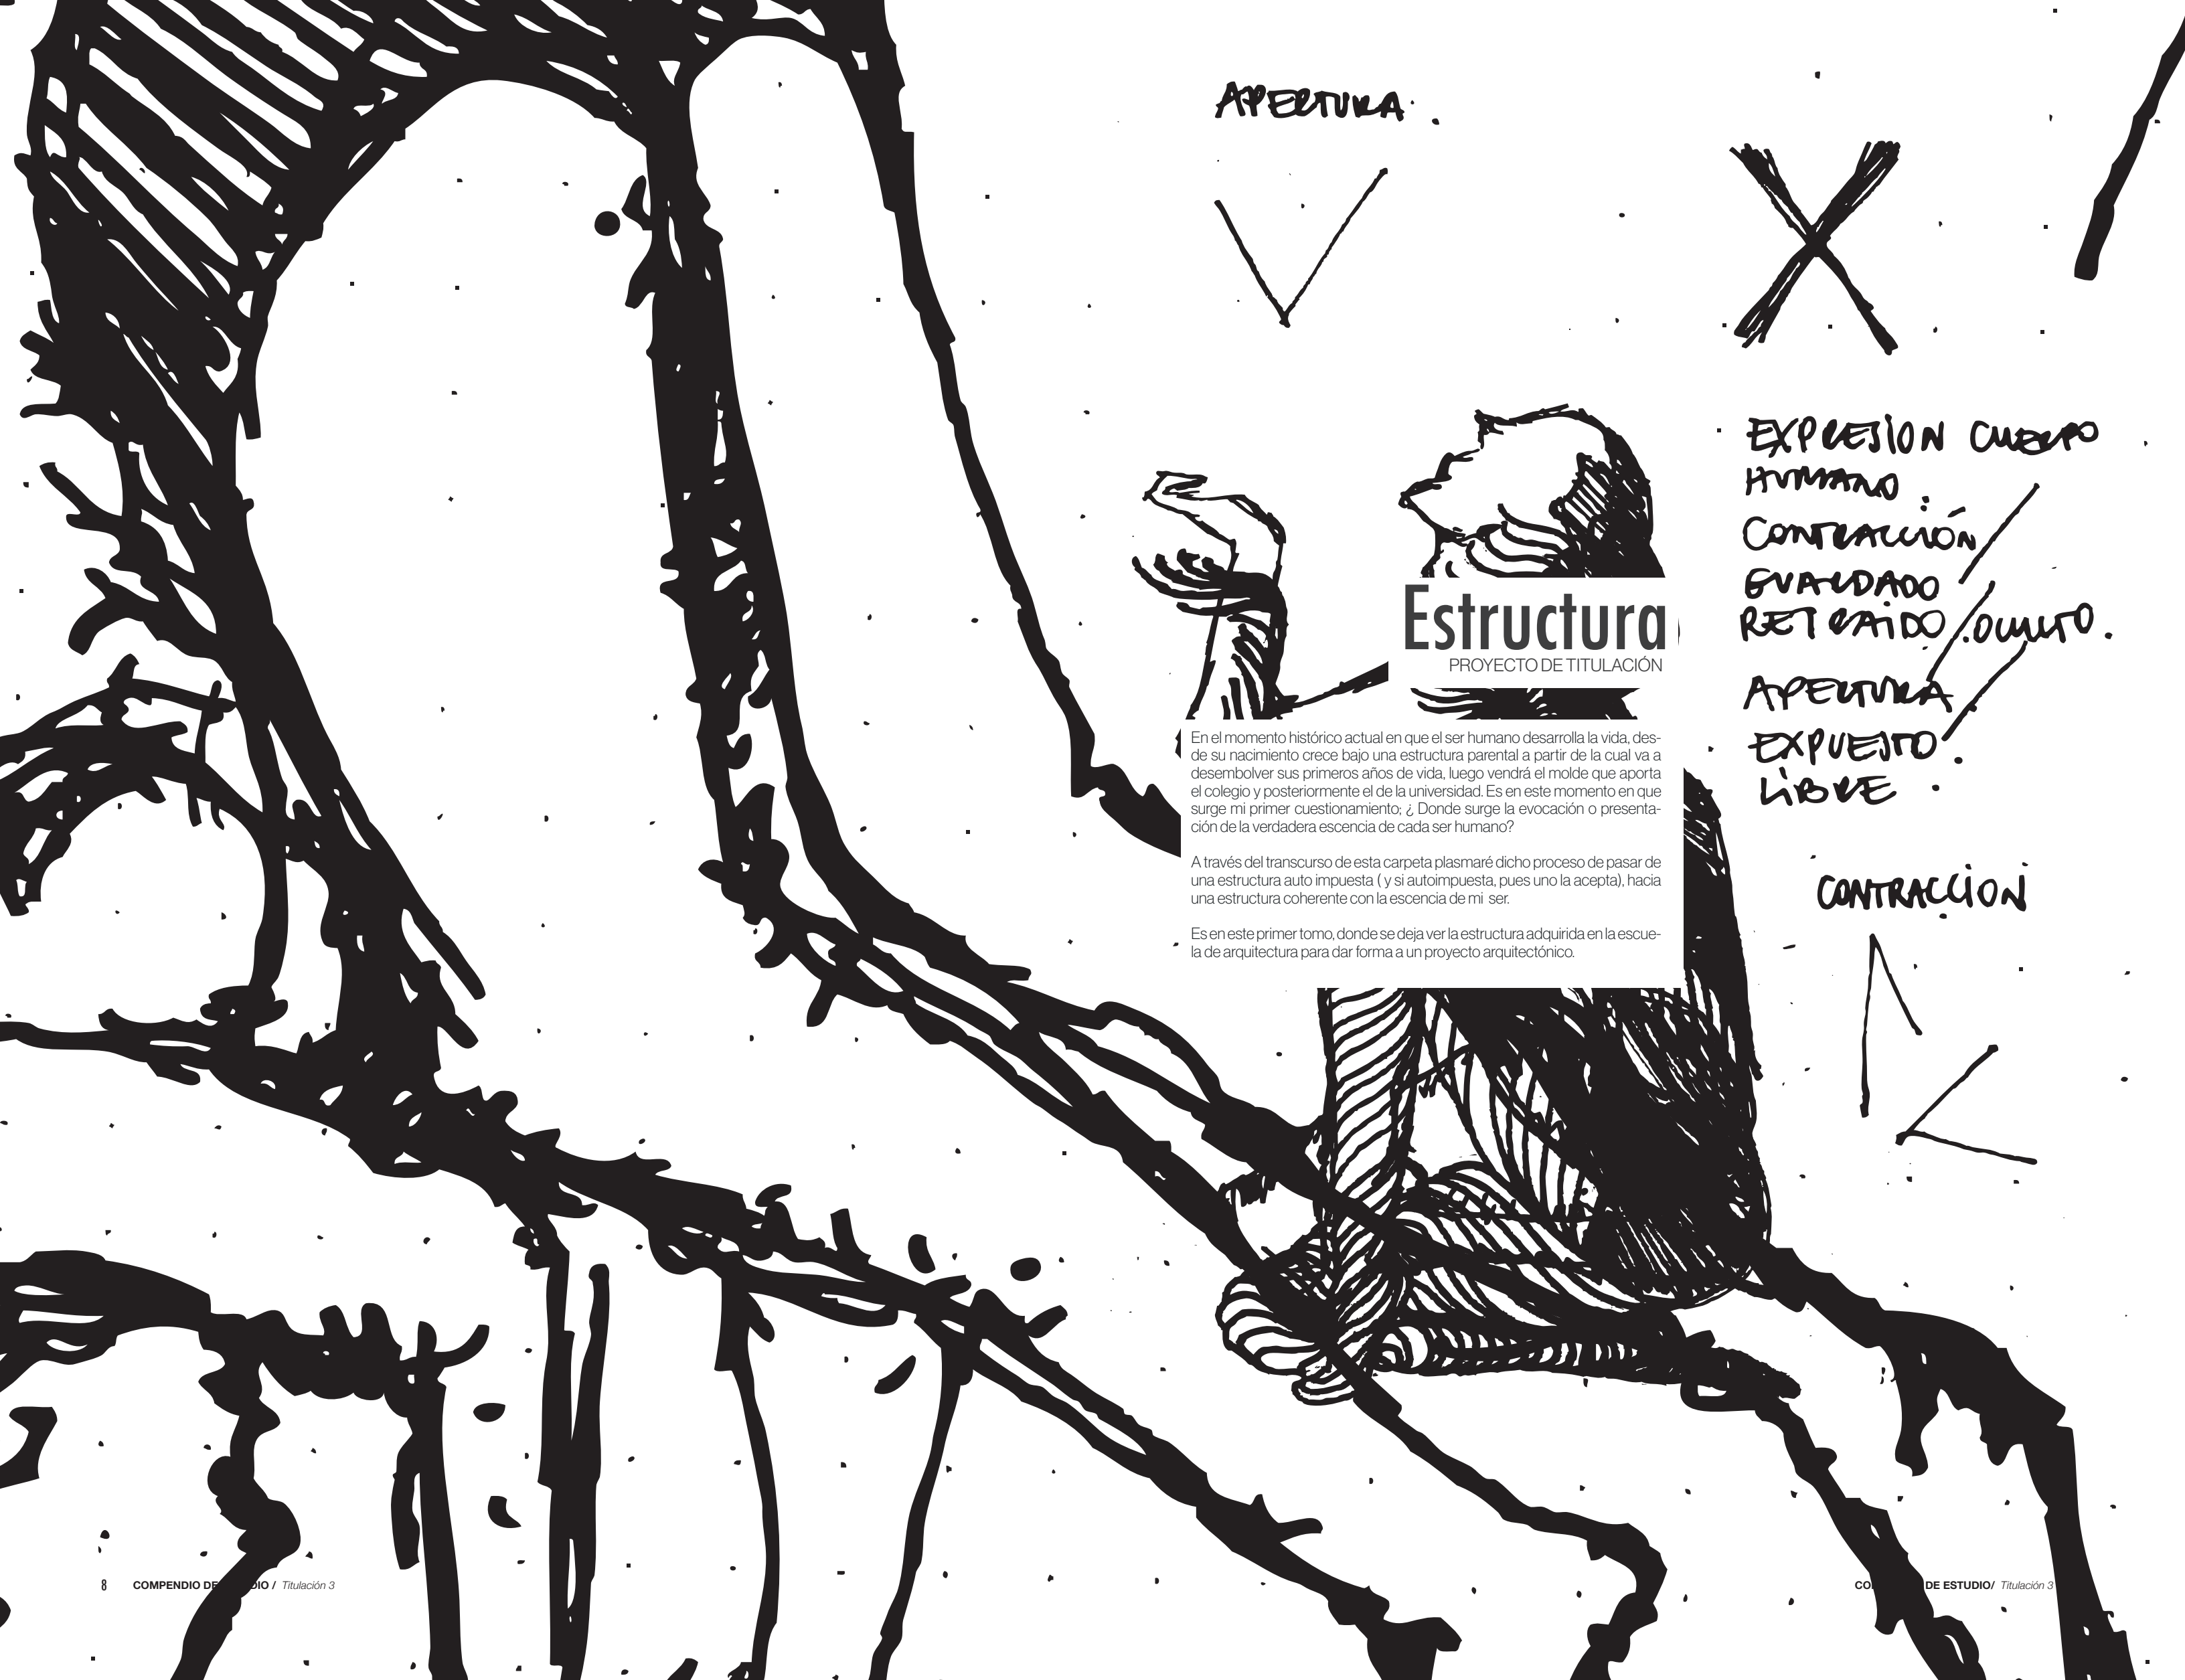 APERTURA
EXPRESION CUERPO
HUMANO :
CONTRACCIÓN
GUARDADO
RETRAIDO / OCULTO.
APERTURA
EXPUESTO
LIBRE
CONTRACCION
Estructura
PROYECTO DE TITULACIÓN
En el momento histórico actual en que el ser humano desarrolla la vida, des-
de su nacimiento crece bajo una estructura parental a partir de la cual va a
desembolver sus primeros años de vida, luego vendrá el molde que aporta
el colegio y posteriormente el de la universidad. Es en este momento en que
surge mi primer cuestionamiento; ¿ Donde surge la evocación o presenta-
ción de la verdadera escencia de cada ser humano?
A través del transcurso de esta carpeta plasmaré dicho proceso de pasar de
una estructura auto impuesta ( y si autoimpuesta, pues uno la acepta), hacia
una estructura coherente con la escencia de mi ser.
Es en este primer tomo, donde se deja ver la estructura adquirida en la escue-
la de arquitectura para dar forma a un proyecto arquitectónico.
8 COMPENDIO DE / Titulación 3
DE ESTUDIO/ Titulación 3